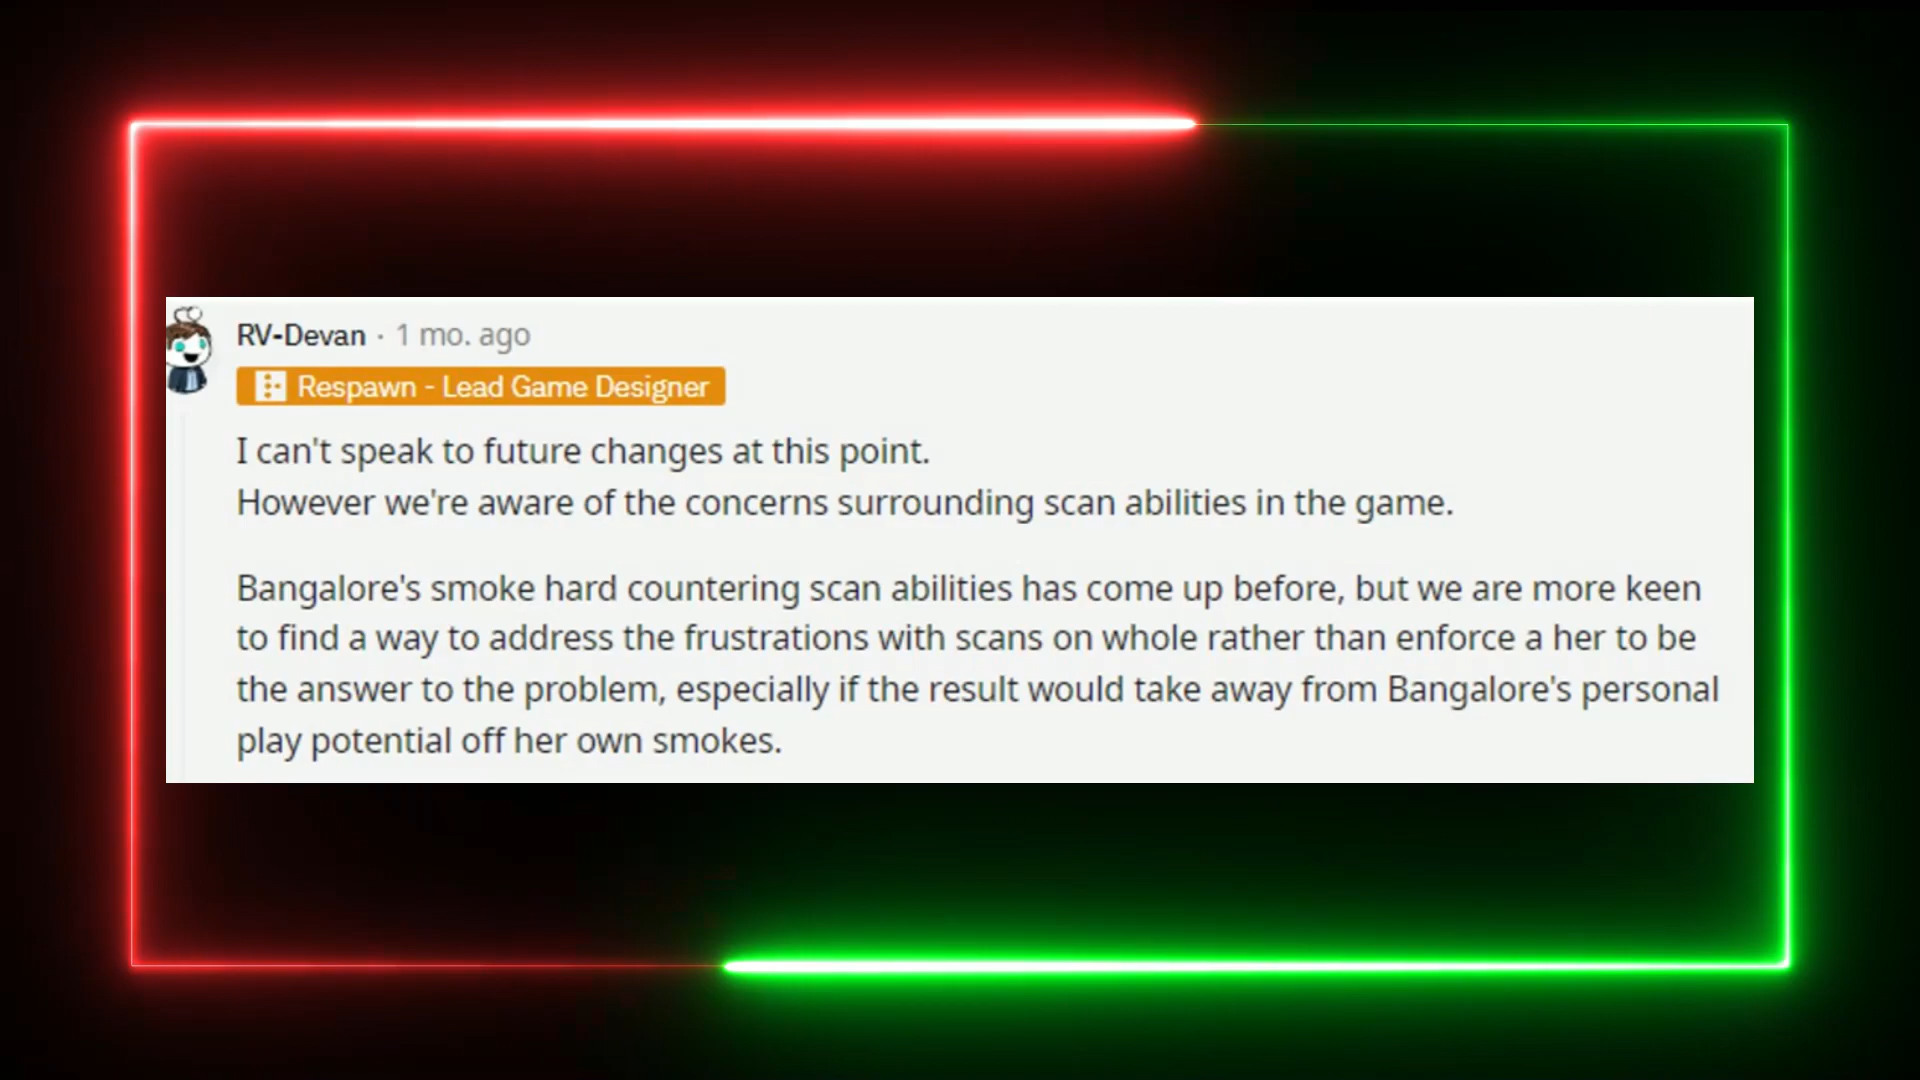 RV-Devan · 1 mo. ago
Respawn - Lead Game Designer
I can't speak to future changes at this point.
However we're aware of the concerns surrounding scan abilities in the game.
Bangalore's smoke hard countering scan abilities has come up before, but we are more keen
to find a way to address the frustrations with scans on whole rather than enforce a her to be
the answer to the problem, especially if the result would take away from Bangalore's personal
play potential off her own smokes.